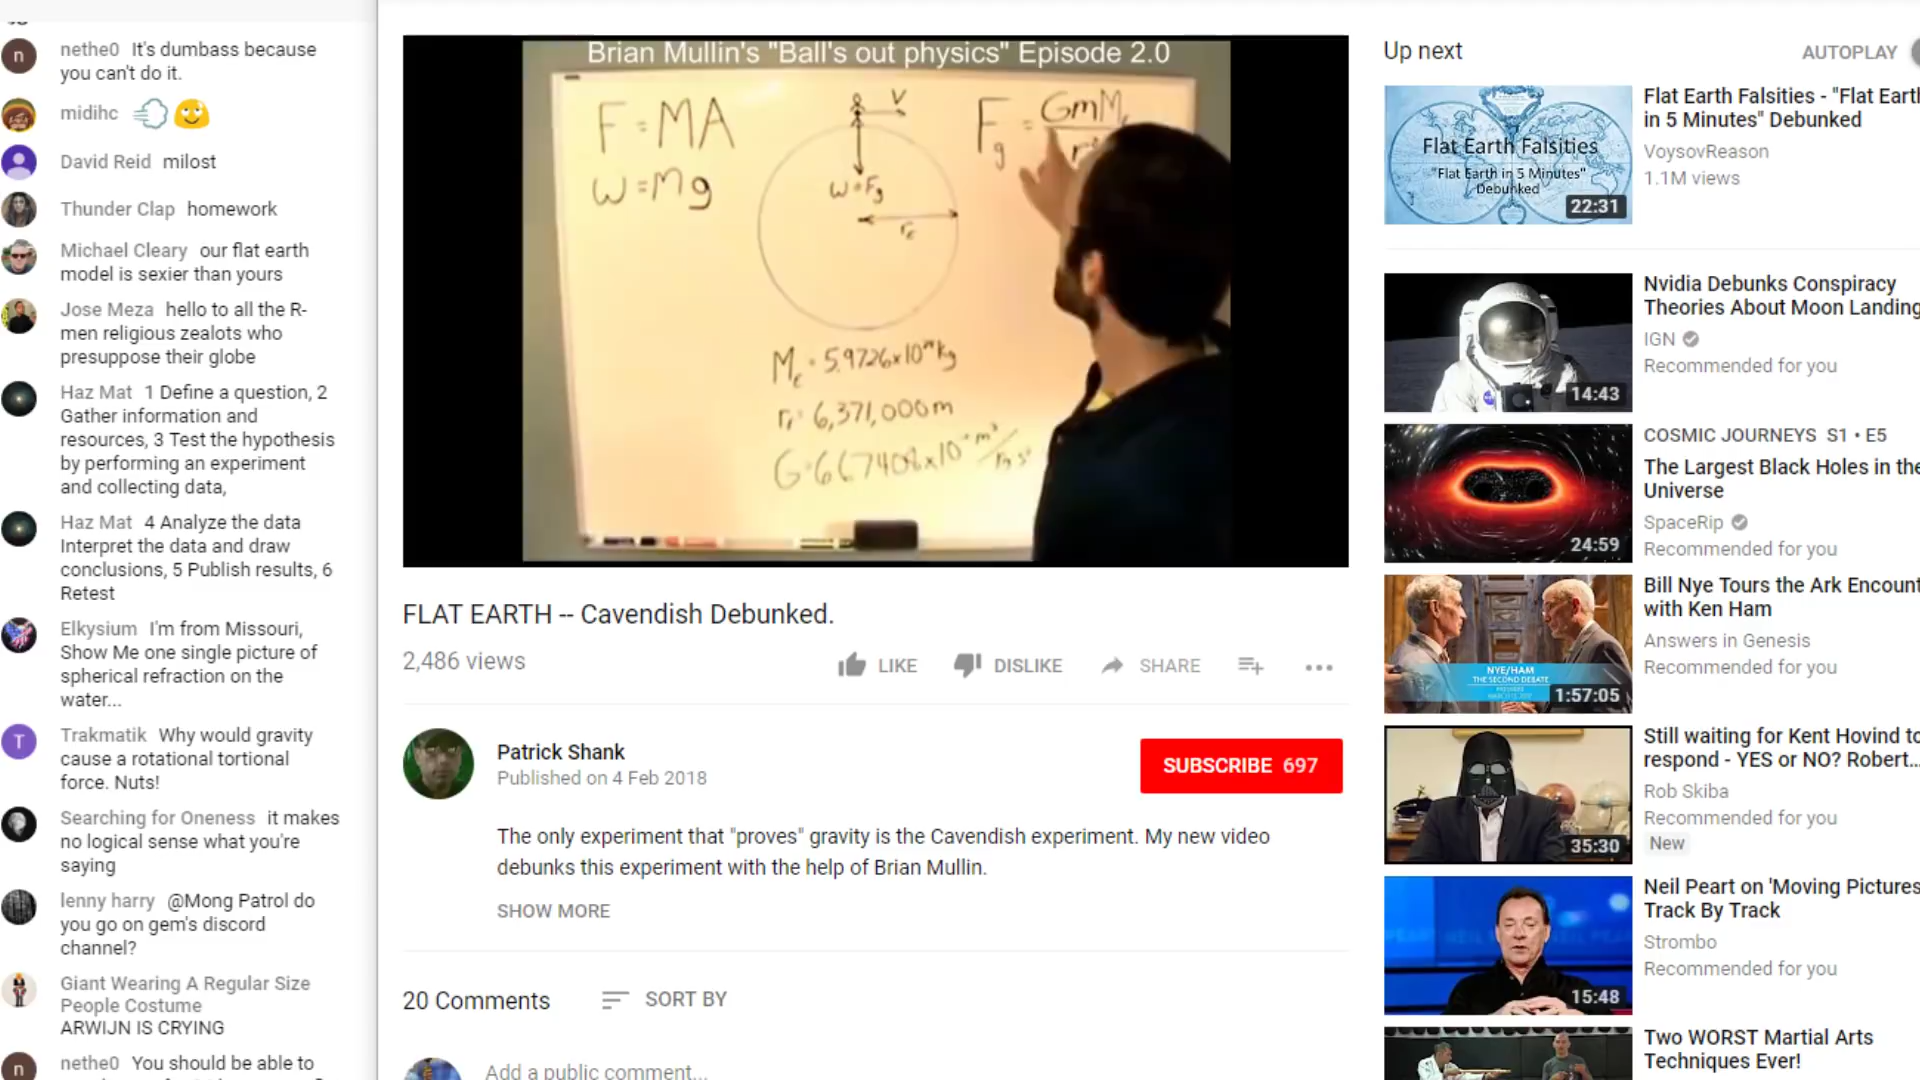 nethe0 It's dumbass because
you can't do it.
midihc
David Reid milost
Thunder Clap homework
Michael Cleary our flat earth
model is sexier than yours
Jose Meza hello to all the R-
men religious zealots who
presuppose their globe
Haz Mat 1 Define a question, 2
Gather information and
resources, 3 Test the hypothesis
by performing an experiment
and collecting data,
Haz Mat 4 Analyze the data
Interpret the data and draw
conclusions, 5 Publish results, 6
Retest
Elkysium I'm from Missouri,
Show Me one single picture of
spherical refraction on the
water...
T
Trakmatik Why would gravity
cause a rotational tortional
force. Nuts!
Searching for Oneness it makes
no logical sense what you're
saying
lenny harry @Mong Patrol do
you go on gem's discord
channel?
Giant Wearing A Regular Size
People Costume
ARWIJN IS CRYING
nethe0 You should be able to
Brian Mullin's "Ball's out physics" Episode 2.0
F = MA
W = Mg
V
W = Fg
re
Fg = GmM
r²
Me = 5.9726x10 kg
re = 6,371,000m
G = 6.67408x10 m³/
FLAT EARTH -- Cavendish Debunked.
2,486 views
LIKE DISLIKE SHARE
Patrick Shank
Published on 4 Feb 2018
SUBSCRIBE 697
The only experiment that "proves" gravity is the Cavendish experiment. My new video
debunks this experiment with the help of Brian Mullin.
SHOW MORE
20 Comments SORT BY
Add a public comment...
Up next AUTOPLAY
Flat Earth Falsities
"Flat Earth in 5 Minutes"
Debunked
22:31
Flat Earth Falsities - "Flat Earth
in 5 Minutes" Debunked
VoysovReason
1.1M views
14:43
Nvidia Debunks Conspiracy
Theories About Moon Landing
IGN
Recommended for you
24:59
COSMIC JOURNEYS S1 • E5
The Largest Black Holes in the
Universe
SpaceRip
Recommended for you
NYE/HAM
THE SECOND DEBATE
1:57:05
Bill Nye Tours the Ark Encount
with Ken Ham
Answers in Genesis
Recommended for you
35:30
Still waiting for Kent Hovind to
respond - YES or NO? Robert...
Rob Skiba
Recommended for you
New
15:48
Neil Peart on 'Moving Pictures
Track By Track
Strombo
Recommended for you
Two WORST Martial Arts
Techniques Ever!